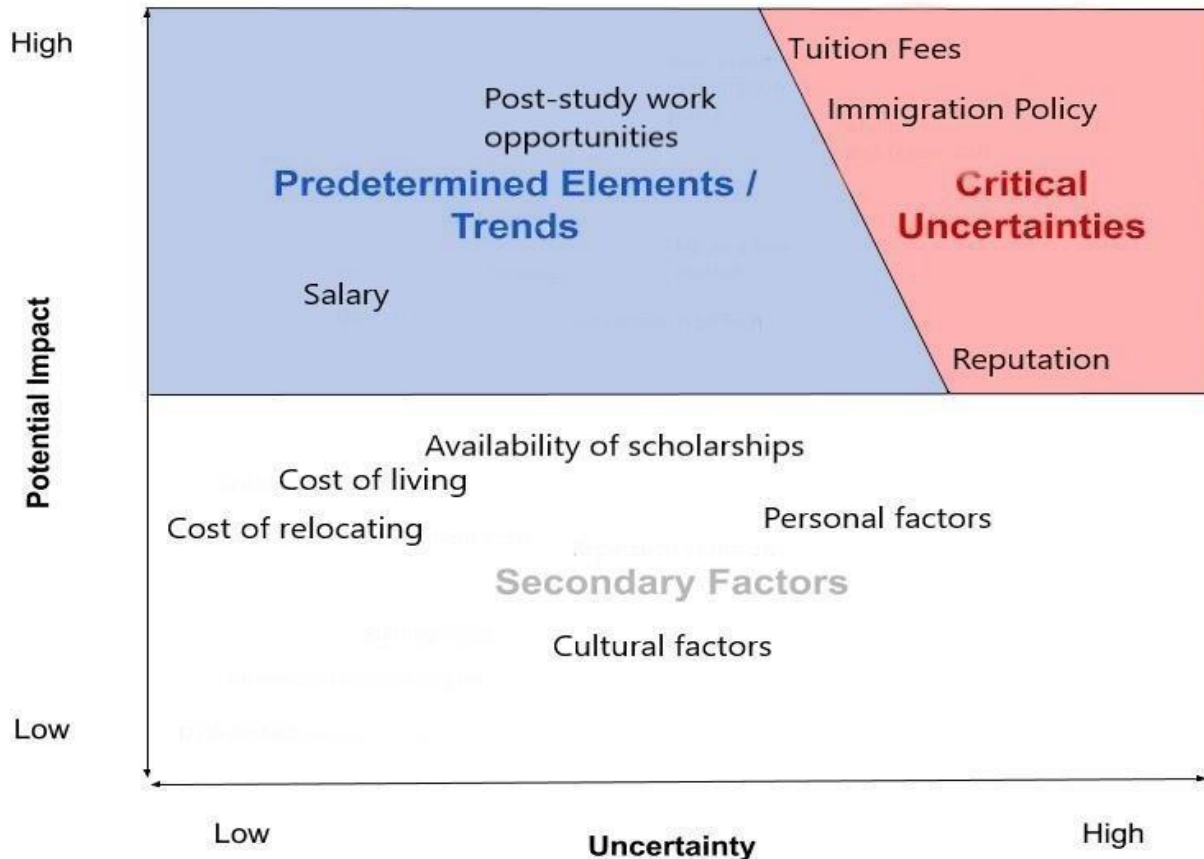 High
Tuition Fees
Post-study work
opportunities
Immigration Policy
Predetermined Elements /
Trends
Critical
Uncertainties
Salary
Reputation
Potential Impact
Availability of scholarships
Cost of living
Cost of relocating
Personal factors
Secondary Factors
Cultural factors
Low
Low
Uncertainty
High